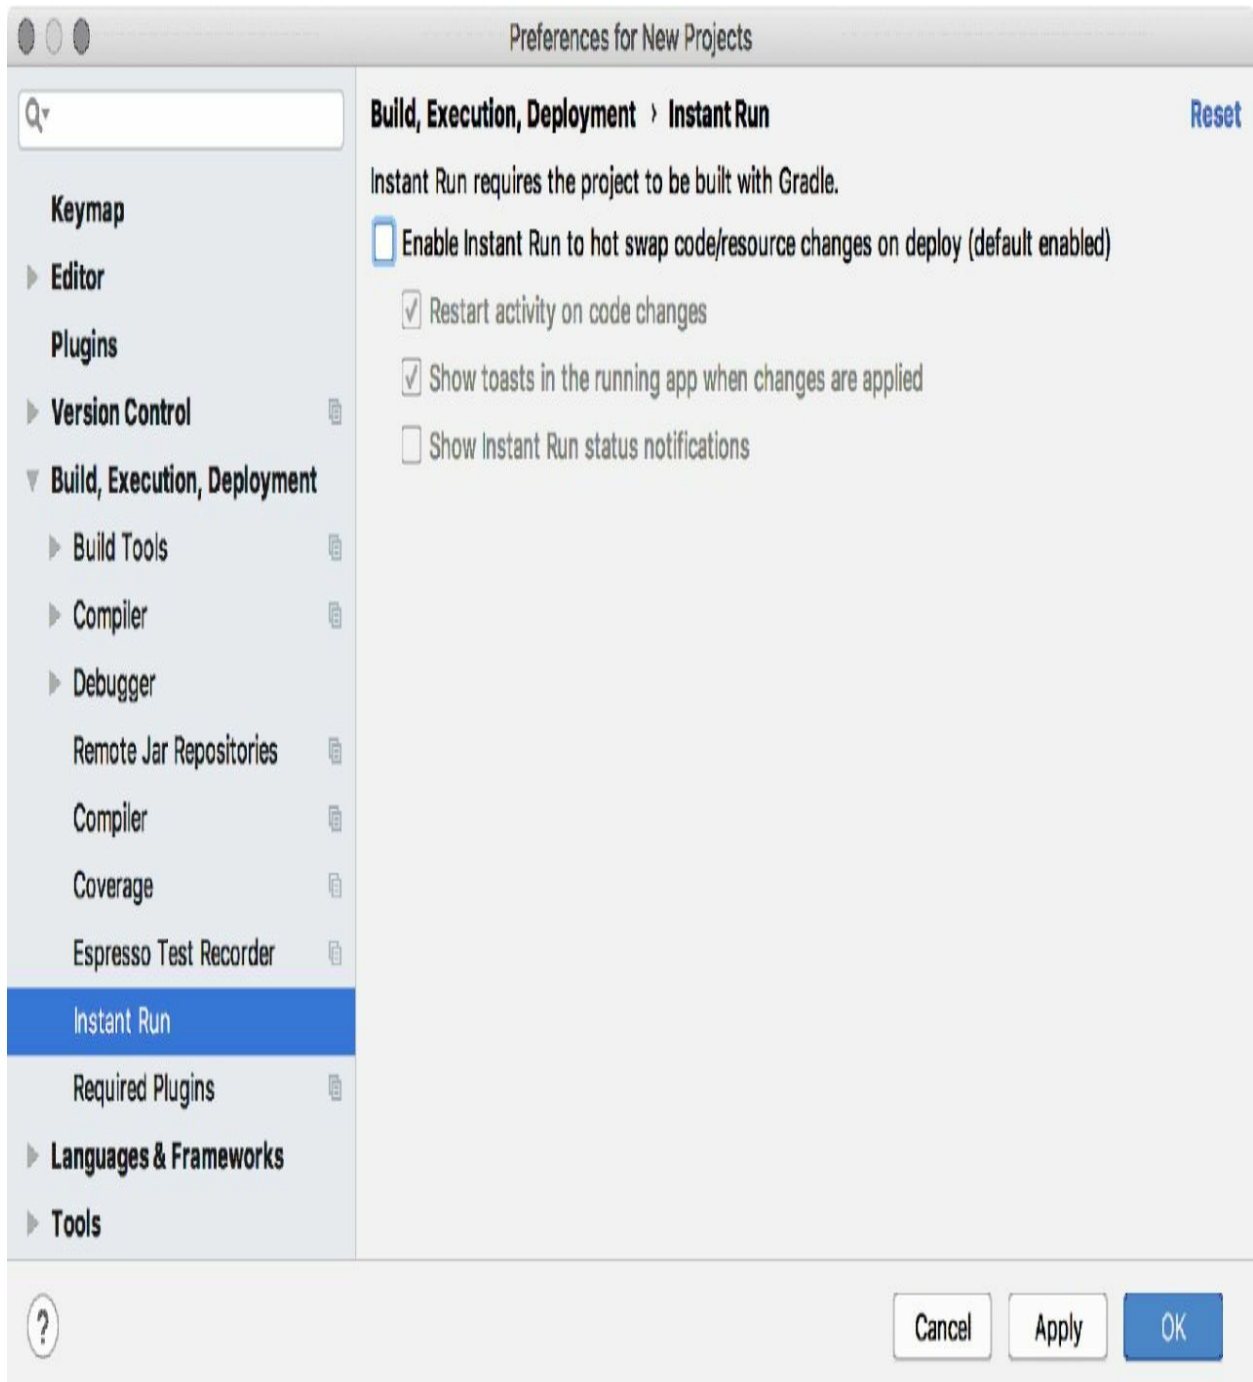 Preferences for New Projects
Keymap
Editor
Plugins
Version Control
Build, Execution, Deployment
Build Tools
Compiler
Debugger
Remote Jar Repositories
Compiler
Coverage
Espresso Test Recorder
Instant Run
Required Plugins
Languages & Frameworks
Tools
Build, Execution, Deployment › Instant Run
Reset
Instant Run requires the project to be built with Gradle.
Enable Instant Run to hot swap code/resource changes on deploy (default enabled)
Restart activity on code changes
Show toasts in the running app when changes are applied
Show Instant Run status notifications
?
Cancel
Apply
OK